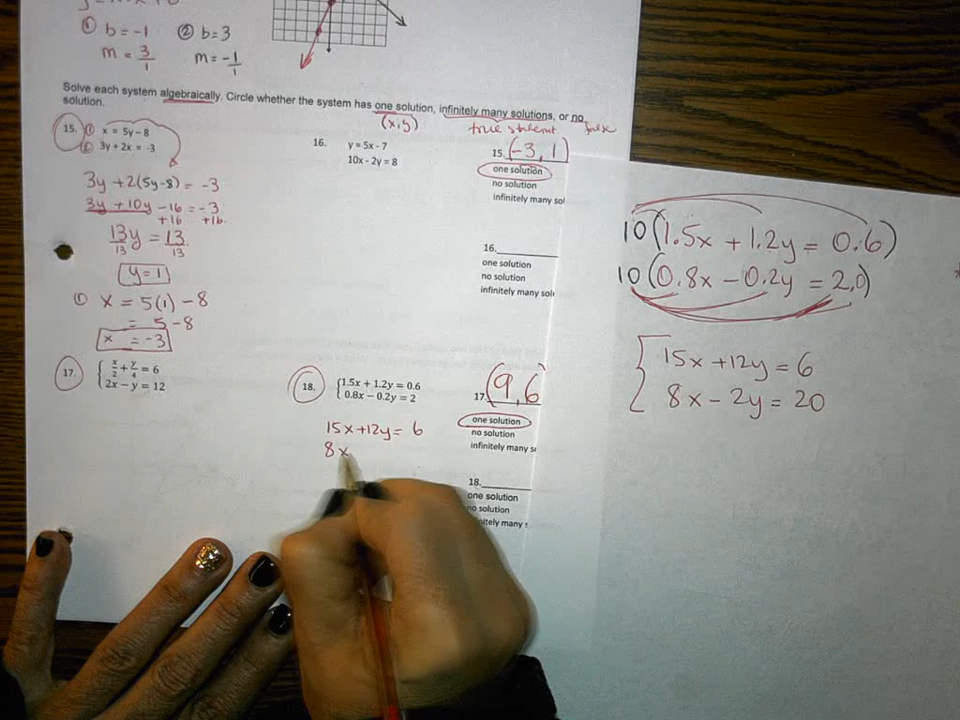 ① b = -1 ② b = 3
m = 3/1 m = -1/1
Solve each system algebraically. Circle whether the system has one solution, infinitely many solutions, or no
solution.
(x,y) true statement false
15. ① x = 5y - 8
② 3y + 2x = -3
3y + 2(5y-8) = -3
3y + 10y - 16 = -3
+16 +16
13y = 13
13 13
y = 1
① x = 5(1) - 8
= 5 - 8
x = -3
16. y = 5x - 7
10x - 2y = 8
15. (-3, 1)
one solution
no solution
infinitely many sol
16.
one solution
no solution
infinitely many solu
17. x/2 + y/4 = 6
2x - y = 12
18. 1.5x + 1.2y = 0.6
0.8x - 0.2y = 2
15x + 12y = 6
8x
17. (9, 6
one solution
no solution
infinitely many s
18.
one solution
no solution
10(1.5x + 1.2y = 0.6)
10(0.8x - 0.2y = 2.0)
15x + 12y = 6
8x - 2y = 20